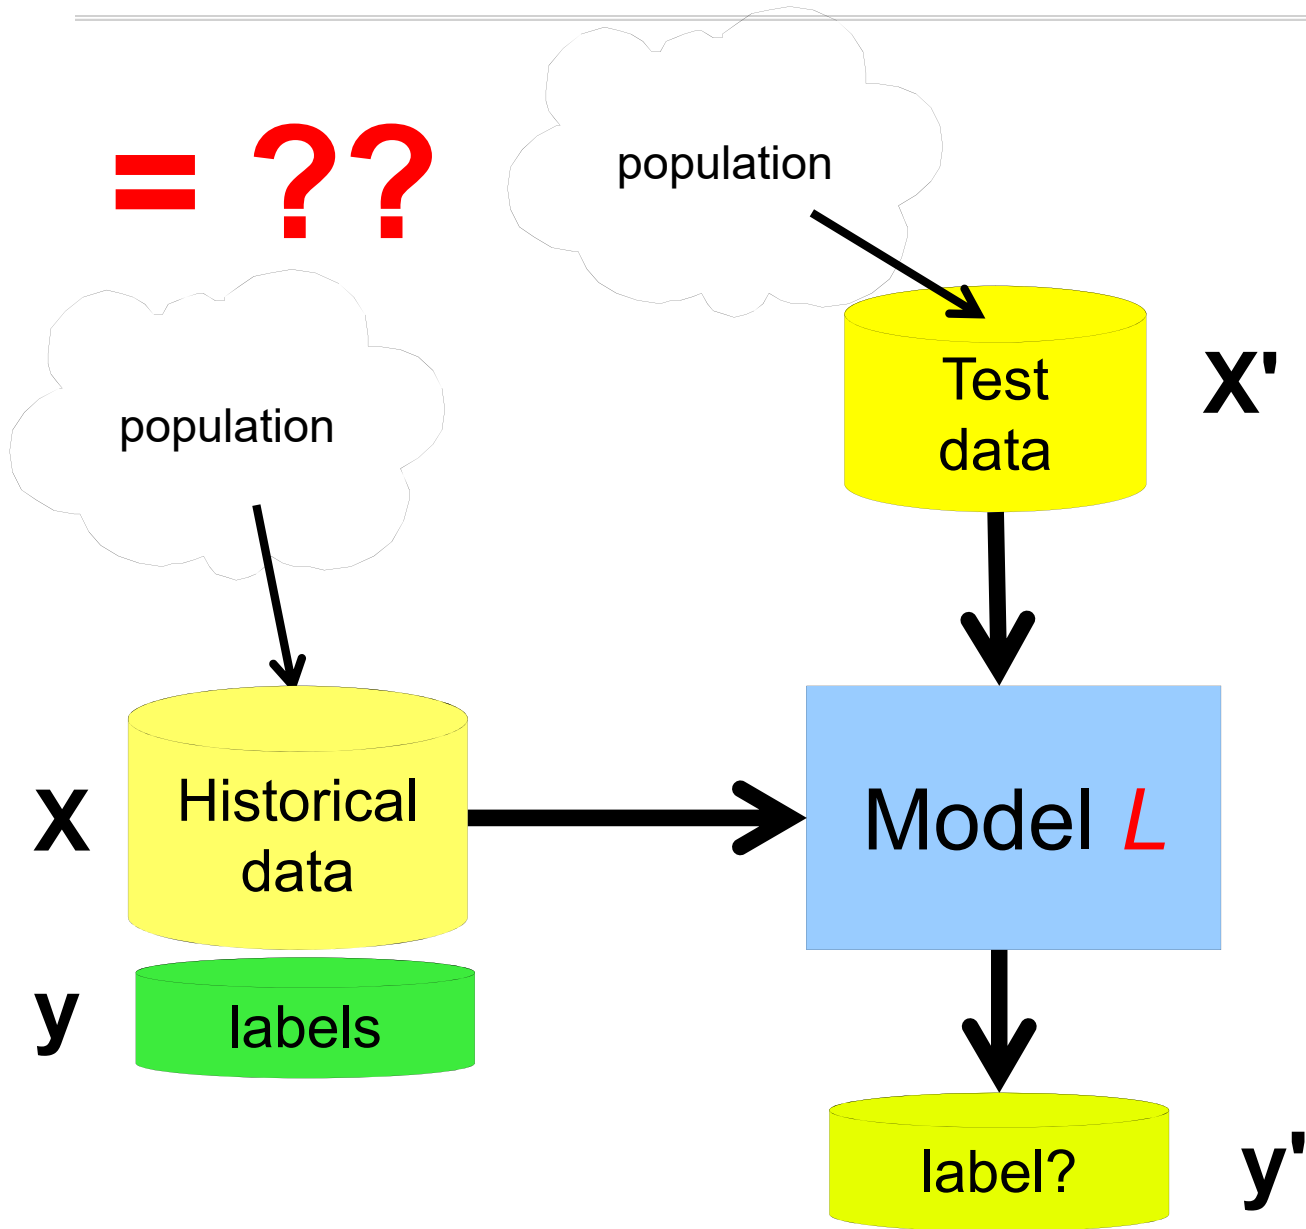 = ??
population
population
Test
data
X'
X
Historical
data
Model L
y
labels
label?
y'